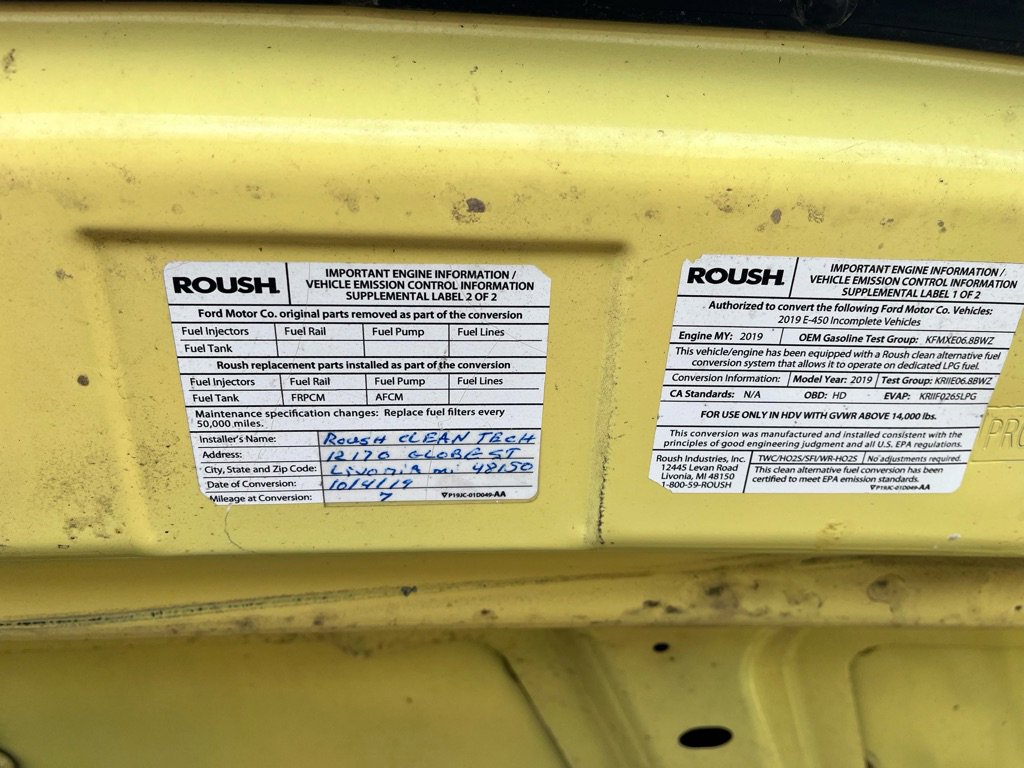 ROUSH
IMPORTANT ENGINE INFORMATION /
VEHICLE EMISSION CONTROL INFORMATION
SUPPLEMENTAL LABEL 2 OF 2
Ford Motor Co. original parts removed as part of the conversion
Fuel Injectors Fuel Rail Fuel Pump Fuel Lines
Fuel Tank
Roush replacement parts installed as part of the conversion
Fuel Injectors Fuel Rail Fuel Pump Fuel Lines
Fuel Tank FRPCM AFCM
Maintenance specification changes: Replace fuel filters every
50,000 miles.
Installer's Name: ROUSH CLEAN TECH
Address: 12170 GLOBE ST
City, State and Zip Code: LIVONIA MI 48150
Date of Conversion: 10/4/19
Mileage at Conversion: 7
P19JC-01D049-AA
ROUSH
IMPORTANT ENGINE INFORMATION /
VEHICLE EMISSION CONTROL INFORMATION
SUPPLEMENTAL LABEL 1 OF 2
Authorized to convert the following Ford Motor Co. Vehicles:
2019 E-450 Incomplete Vehicles
Engine MY: 2019 OEM Gasoline Test Group: KFMXE06.8BWZ
This vehicle/engine has been equipped with a Roush clean alternative fuel
conversion system that allows it to operate on dedicated LPG fuel.
Conversion Information: Model Year: 2019 Test Group: KRIIE06.8WZ
CA Standards: N/A OBD: HD EVAP: KRIIF0265LPG
FOR USE ONLY IN HDV WITH GVWR ABOVE 14,000 lbs.
This conversion was manufactured and installed consistent with the
principles of good engineering judgment and all U.S. EPA regulations.
Roush Industries, Inc.
12445 Levan Road
Livonia, MI 48150
1-800-59-ROUSH
TWC/HO2S/SFI/WR-HO2S No adjustments required.
This clean alternative fuel conversion has been
certified to meet EPA emission standards.
P19JC-01D049-AA
PRO